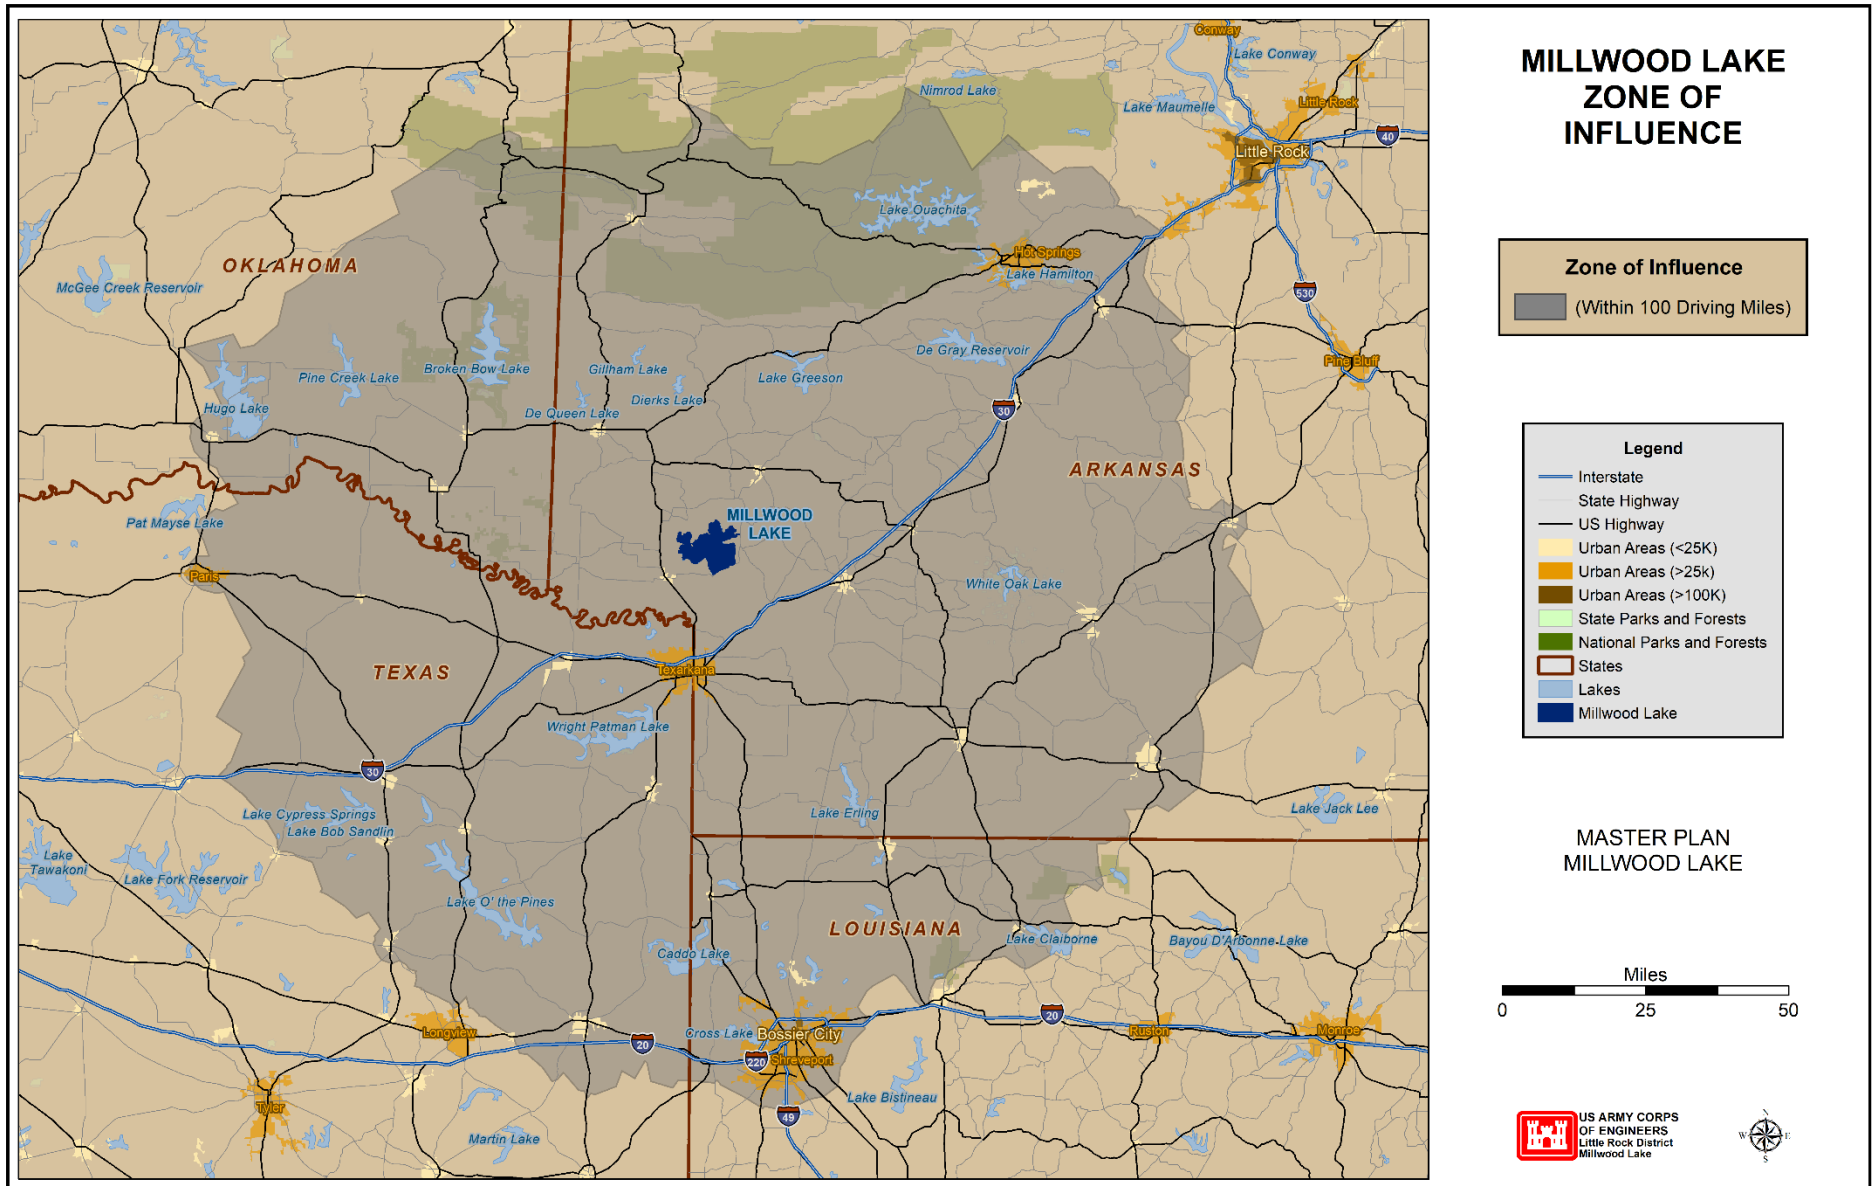 MILLWOOD LAKE
ZONE OF
INFLUENCE
Zone of Influence
(Within 100 Driving Miles)
Legend
Interstate
State Highway
US Highway
Urban Areas (<25K)
Urban Areas (>25k)
Urban Areas (>100K)
State Parks and Forests
National Parks and Forests
States
Lakes
Millwood Lake
MASTER PLAN
MILLWOOD LAKE
Miles
0 25 50
US ARMY CORPS
OF ENGINEERS
Little Rock District
Millwood Lake
N
W E
S
Conway
Lake Conway
Nimrod Lake
Lake Maumelle
Little Rock
40
Little Rock
Lake Ouachita
Hot Springs
Lake Hamilton
OKLAHOMA
McGee Creek Reservoir
530
De Gray Reservoir
Pine Bluff
Pine Creek Lake
Broken Bow Lake
Gillham Lake
Lake Greeson
Hugo Lake
De Queen Lake
Dierks Lake
30
ARKANSAS
Pat Mayse Lake
MILLWOOD
LAKE
Paris
White Oak Lake
TEXAS
Texarkana
Wright Patman Lake
30
Lake Cypress Springs
Lake Bob Sandlin
Lake Erling
Lake Jack Lee
Lake
Tawakoni
Lake Fork Reservoir
Lake O' the Pines
LOUISIANA
Caddo Lake
Lake Claiborne
Bayou D'Arbonne Lake
Longview
20
Cross Lake
Bossier City
20
Ruston
Monroe
220
Shreveport
Lake Bistineau
Tyler
49
Martin Lake